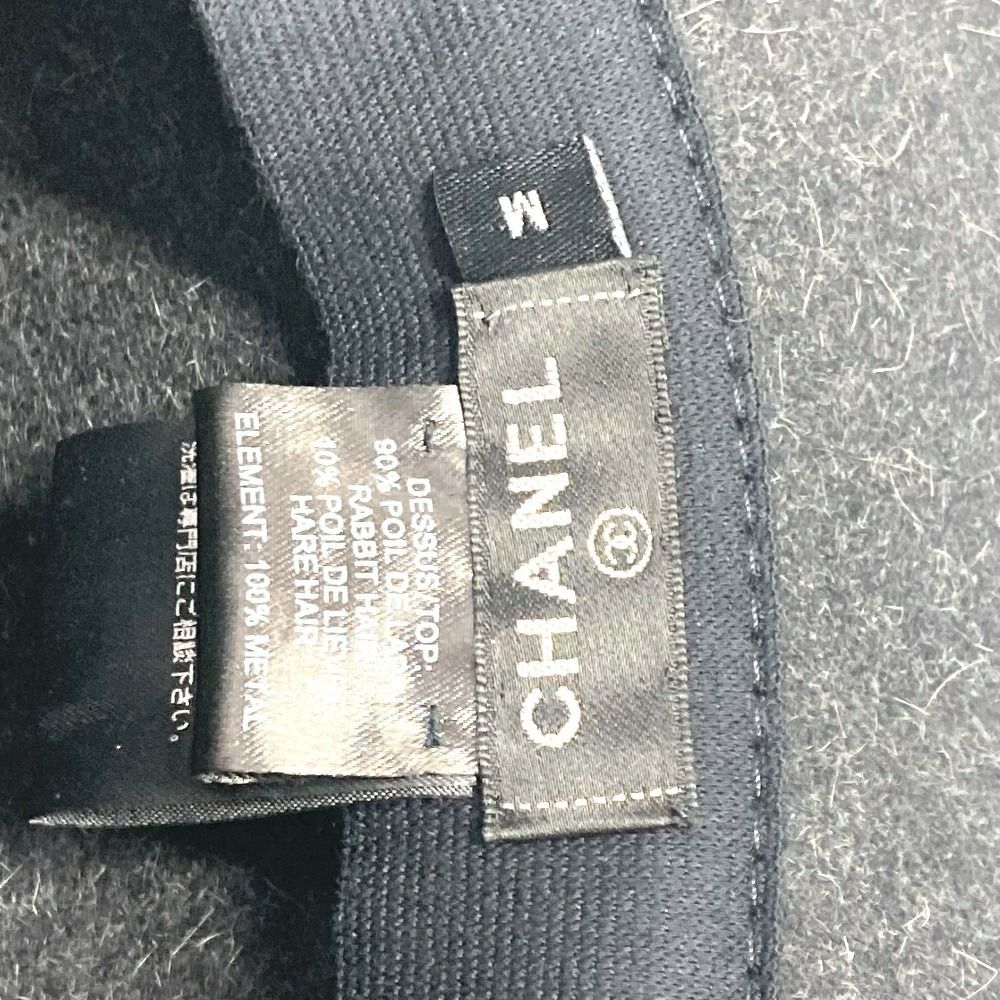 M
CHANEL
DESSUS/TOP:
90% POIL DE
RABBIT HAIR
10% POIL DE LIEVRE
HARE HAIR
ELEMENT: 100% METAL
洗濯は専門店にご相談下さい。